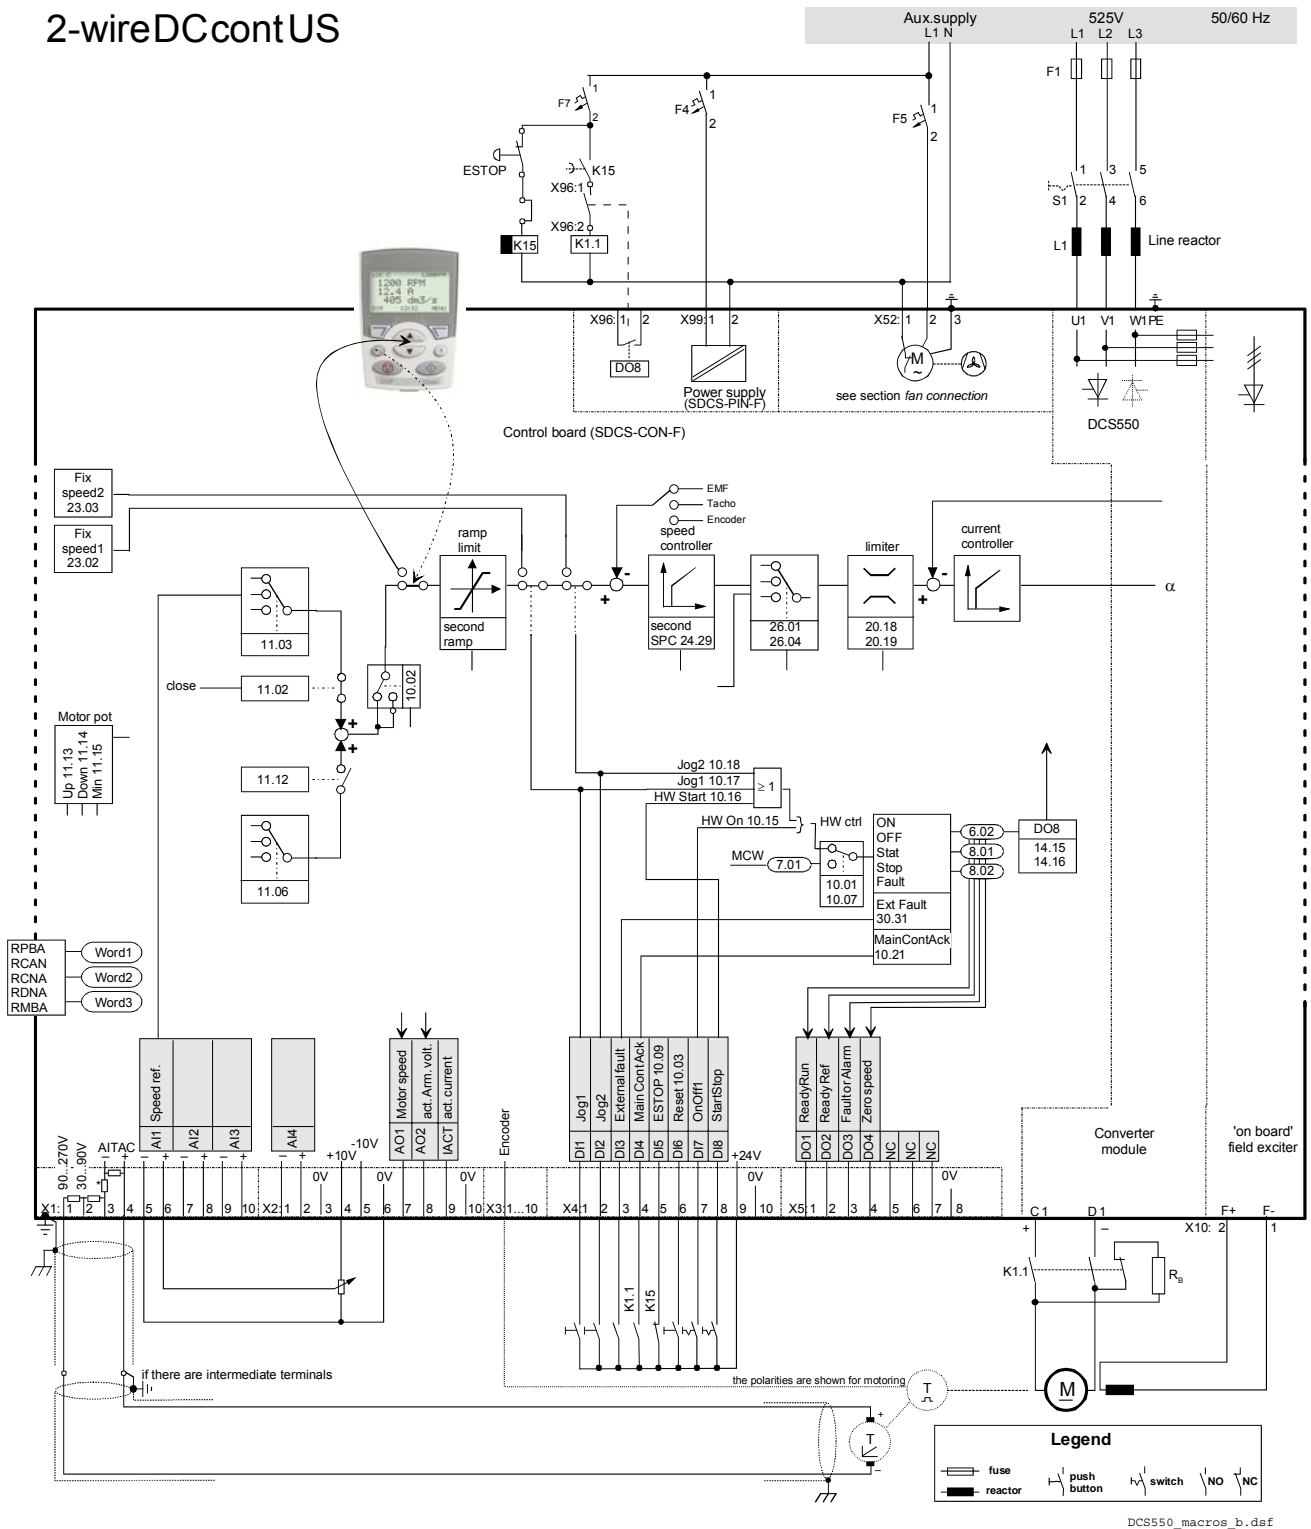 2-wireDCcontUS
Aux.supply 525V 50/60 Hz
L1 N L1 L2 L3
F1
F7 1 2
F4 1 2
F5 1 2
ESTOP
K15
X96:1
X96:2
K15 K1.1
1 3 5
S1 2 4 6
L1 Line reactor
1200 RPM
12.4 A
405 dm3/s
X96: 1 2 X99: 1 2 X52: 1 2 3 U1 V1 W1 PE
DO8
Power supply
(SDCS-PIN-F)
M
~
see section fan connection
DCS550
Control board (SDCS-CON-F)
Fix
speed2
23.03
Fix
speed1
23.02
EMF
Tacho
Encoder
ramp
limit
second
ramp
speed
controller
second
SPC 24.29
26.01
26.04
limiter
20.18
20.19
current
controller
- + + -
α
11.03
close 11.02
10.02
+
+
11.12
11.06
Motor pot
Up 11.13
Down 11.14
Min 11.15
Jog2 10.18
Jog1 10.17
HW Start 10.16
≥ 1
HW On 10.15 } HW ctrl
MCW 7.01
10.01
10.07
ON
OFF
Stat
Stop
Fault
Ext Fault
30.31
MainContAck
10.21
6.02
8.01
8.02
DO8
14.15
14.16
RPBA
RCAN
RCNA
RDNA
RMBA
Word1
Word2
Word3
Speed ref.
AI1 AI2 AI3 AI4
Motor speed
act. Arm. volt.
act. current
AO1 AO2 IACT
Encoder
Jog1
Jog2
External fault
Main Cont Ack
ESTOP 10.09
Reset 10.03
OnOff1
StartStop
DI1 DI2 DI3 DI4 DI5 DI6 DI7 DI8
ReadyRun
Ready Ref
Fault or Alarm
Zero speed
DO1 DO2 DO3 DO4 NC NC NC
90...270V
30...90V
AITAC
– + – + – + – + – +
*
+10V -10V
0V 0V 0V
+24V
0V 0V
Converter
module
'on board'
field exciter
X1: 1 2 3 4 5 6 7 8 9 10 X2: 1 2 3 4 5 6 7 8 9 10 X3: 1...10 X4:1 2 3 4 5 6 7 8 9 10 X5: 1 2 3 4 5 6 7 8
C 1 D 1 F+ F-
+ – X10: 2 1
K1.1
RB
K1.1
K15
if there are intermediate terminals
the polarities are shown for motoring
T
M
T
+
–
Legend
fuse
reactor
push
button
switch
NO
NC
DCS550_macros_b.dsf